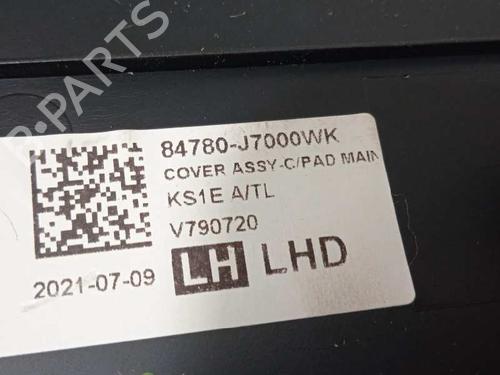 84780-J7000WK
COVER ASSY-C/PAD MAIN
KS1E A/TL
V790720
2021-07-09 LH LHD
B-PARTS